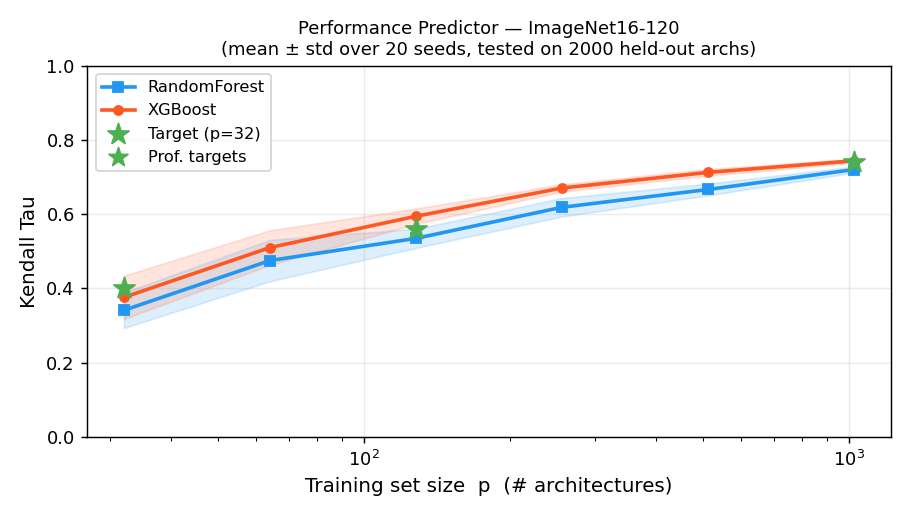 Performance Predictor — ImageNet16-120
(mean ± std over 20 seeds, tested on 2000 held-out archs)
RandomForest
XGBoost
Target (p=32)
Prof. targets
Kendall Tau
1.0
0.8
0.6
0.4
0.2
0.0
10²
10³
Training set size p (# architectures)